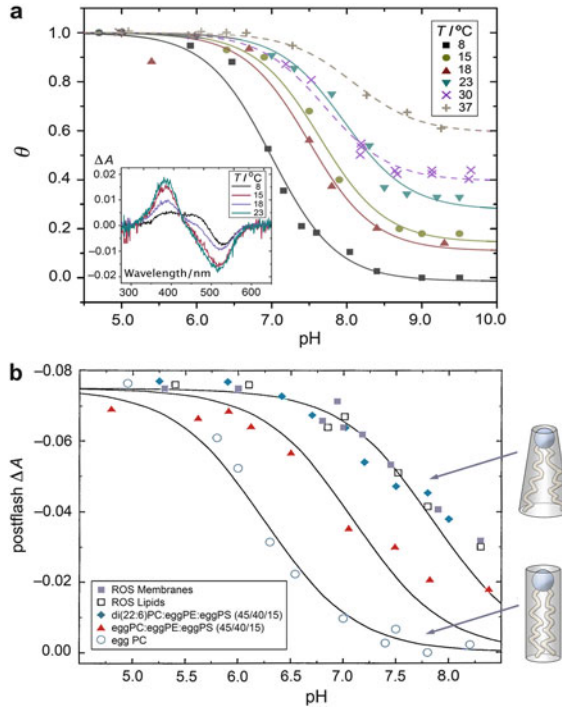 a
1.0
0.8
0.6
0.4
0.2
0.0
θ
T / °C
8
15
18
23
30
37
ΔA
0.02
0.01
0.00
−0.01
−0.02
T / °C
8
15
18
23
Wavelength/nm
300 400 500 600
5.0 6.0 7.0 8.0 9.0 10.0
pH
b
−0.08
−0.06
−0.04
−0.02
0.00
postflash ΔA
ROS Membranes
ROS Lipids
di(22:6)PC:eggPE:eggPS (45/40/15)
eggPC:eggPE:eggPS (45/40/15)
egg PC
5.0 5.5 6.0 6.5 7.0 7.5 8.0
pH